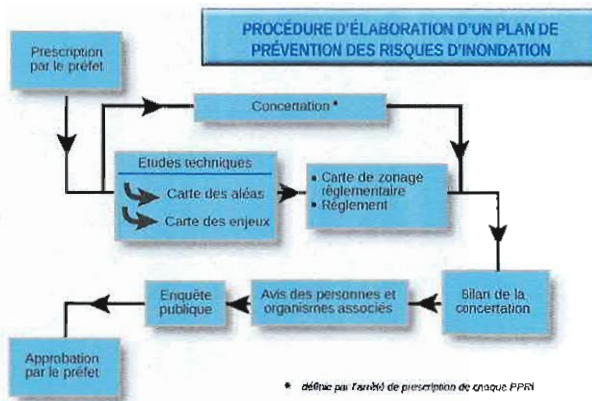 PROCÉDURE D'ÉLABORATION D'UN PLAN DE
PRÉVENTION DES RISQUES D'INONDATION
Prescription
par le préfet
Concertation *
Etudes techniques
Carte des aléas
Carte des enjeux
• Carte de zonage
réglementaire
• Réglement
Bilan de la
concertation
Avis des personnes et
organismes associés
Enquête
publique
Approbation
par le préfet
* définie par l'arrêté de prescription de chaque PPRI